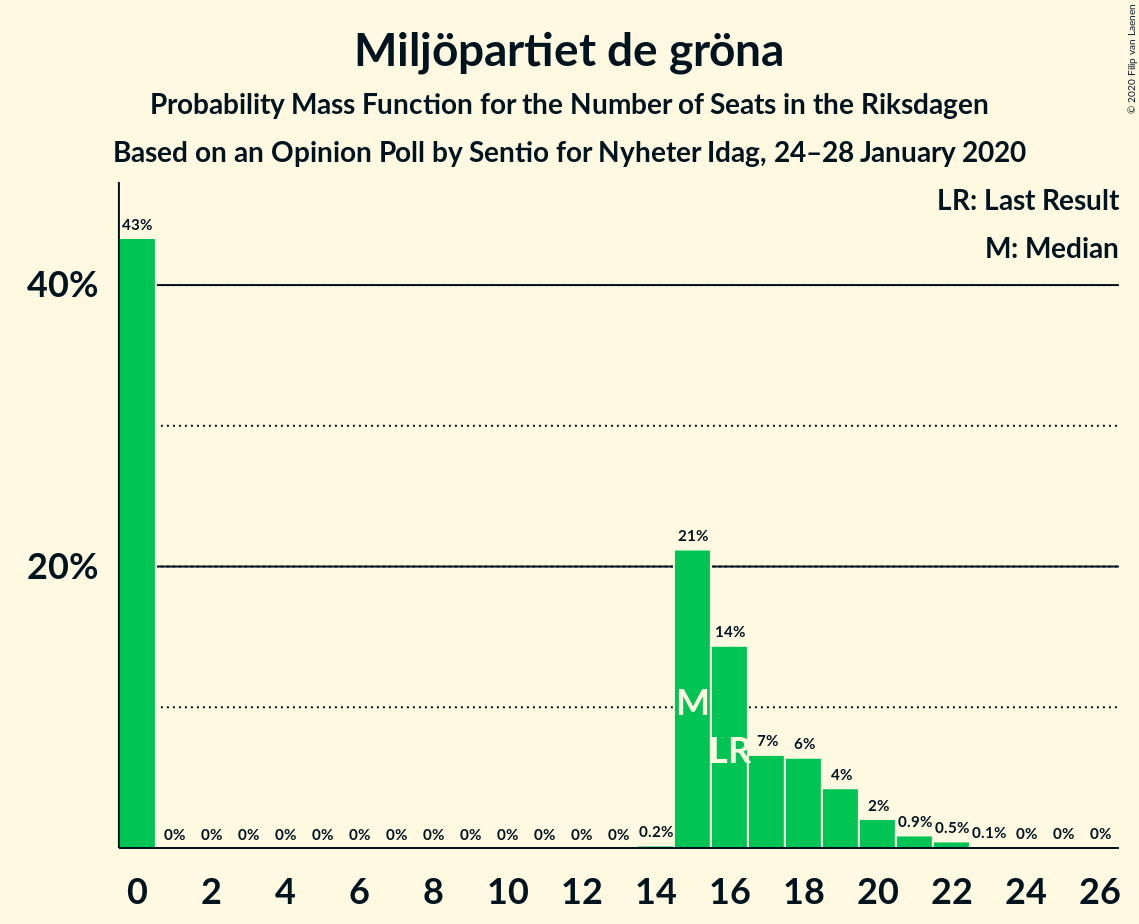 © 2020 Filip van Laenen
Miljöpartiet de gröna
Probability Mass Function for the Number of Seats in the Riksdagen
Based on an Opinion Poll by Sentio for Nyheter Idag, 24–28 January 2020
LR: Last Result
M: Median
43%
40%
21%
20%
14%
M
LR
7% 6%
4%
2%
0% 0% 0% 0% 0% 0% 0% 0% 0% 0% 0% 0% 0% 0.2% 0.9% 0.5% 0.1% 0% 0% 0%
0 2 4 6 8 10 12 14 16 18 20 22 24 26